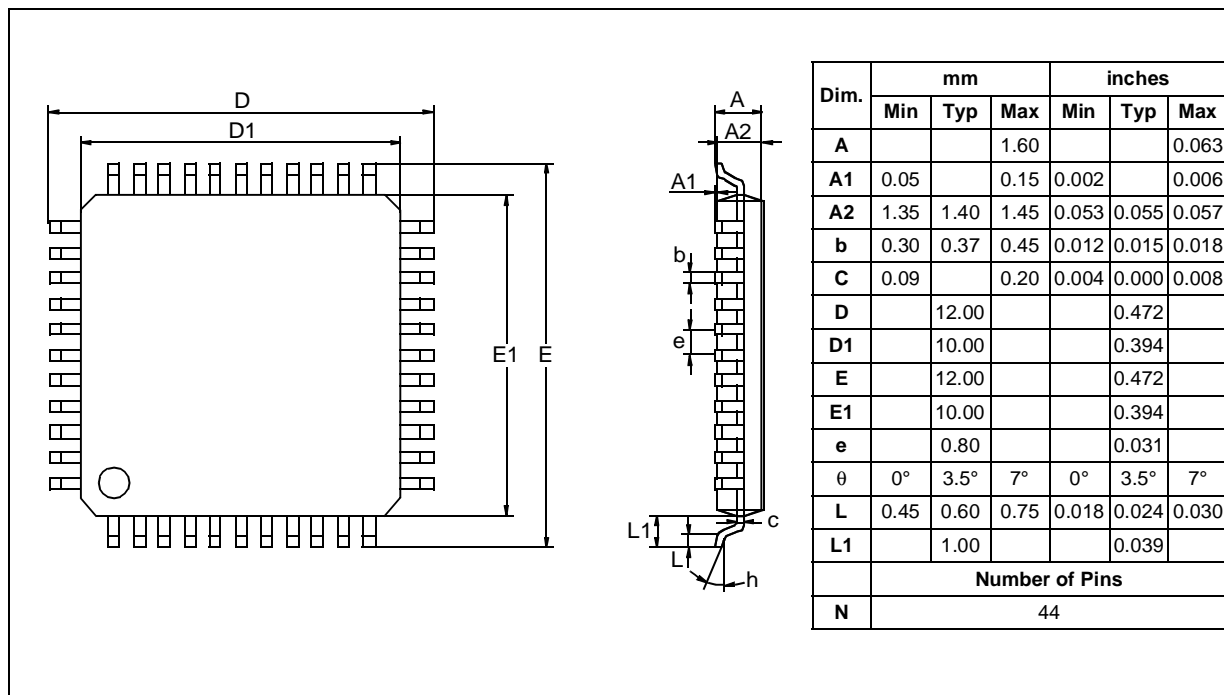 D
D1
E1 E
A
A2
A1
b
e
L1
L
c
h
Dim. mm inches
Min Typ Max Min Typ Max
A 1.60 0.063
A1 0.05 0.15 0.002 0.006
A2 1.35 1.40 1.45 0.053 0.055 0.057
b 0.30 0.37 0.45 0.012 0.015 0.018
C 0.09 0.20 0.004 0.000 0.008
D 12.00 0.472
D1 10.00 0.394
E 12.00 0.472
E1 10.00 0.394
e 0.80 0.031
θ 0° 3.5° 7° 0° 3.5° 7°
L 0.45 0.60 0.75 0.018 0.024 0.030
L1 1.00 0.039
Number of Pins
N 44